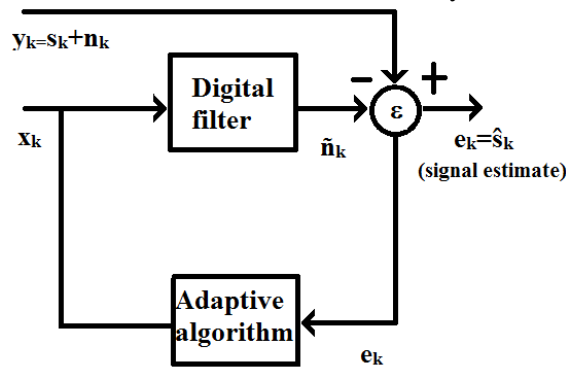 yₖ=sₖ+nₖ
Digital
filter
−
+
ε
xₖ
ñₖ
eₖ=ŝₖ
(signal estimate)
Adaptive
algorithm
eₖ